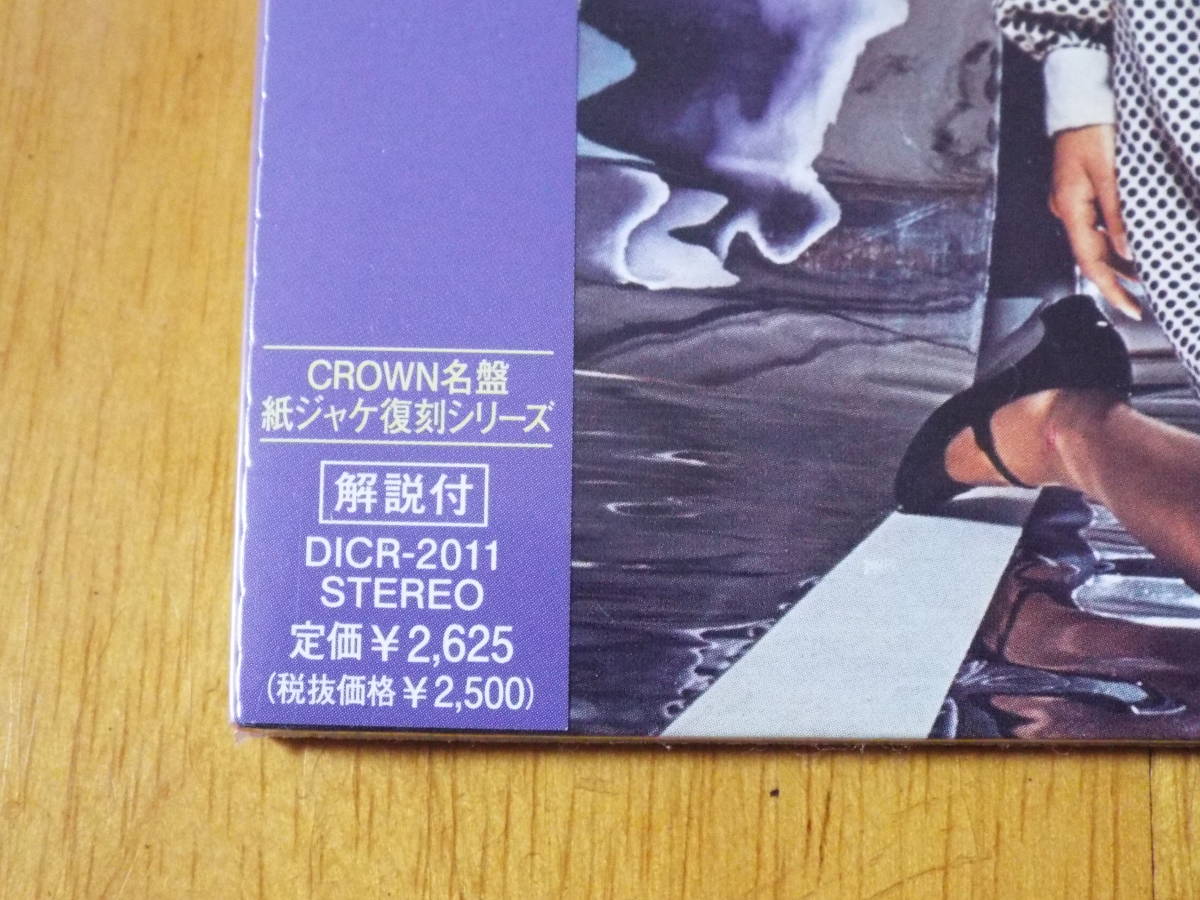 CROWN名盤
紙ジャケ復刻シリーズ
解説付
DICR-2011
STEREO
定価¥2,625
(税抜価格¥2,500)